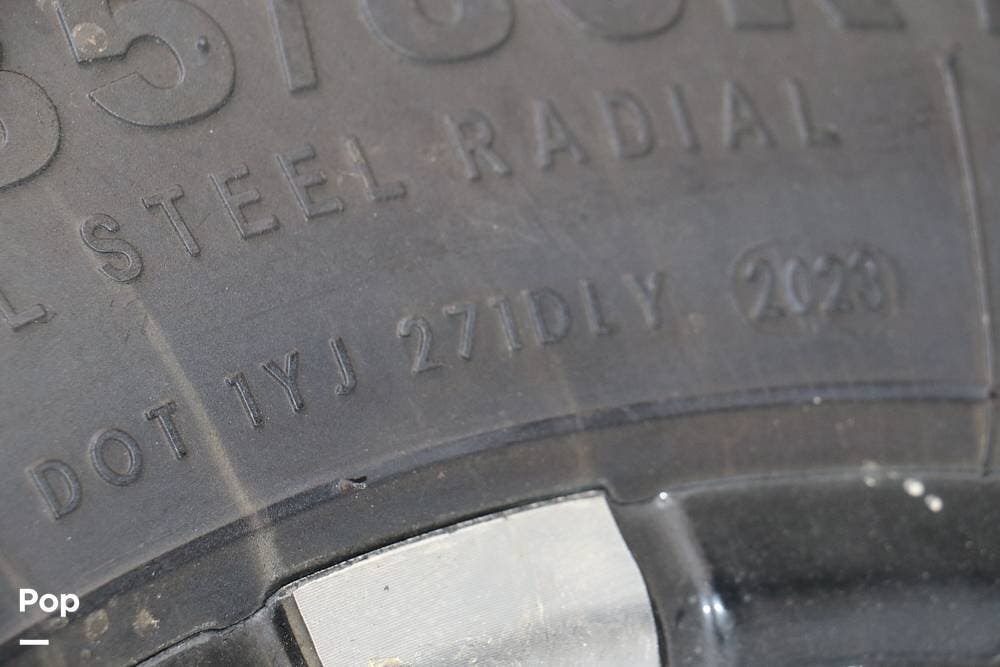 STEEL RADIAL
DOT 1YJ 271DLY 2023
Pop